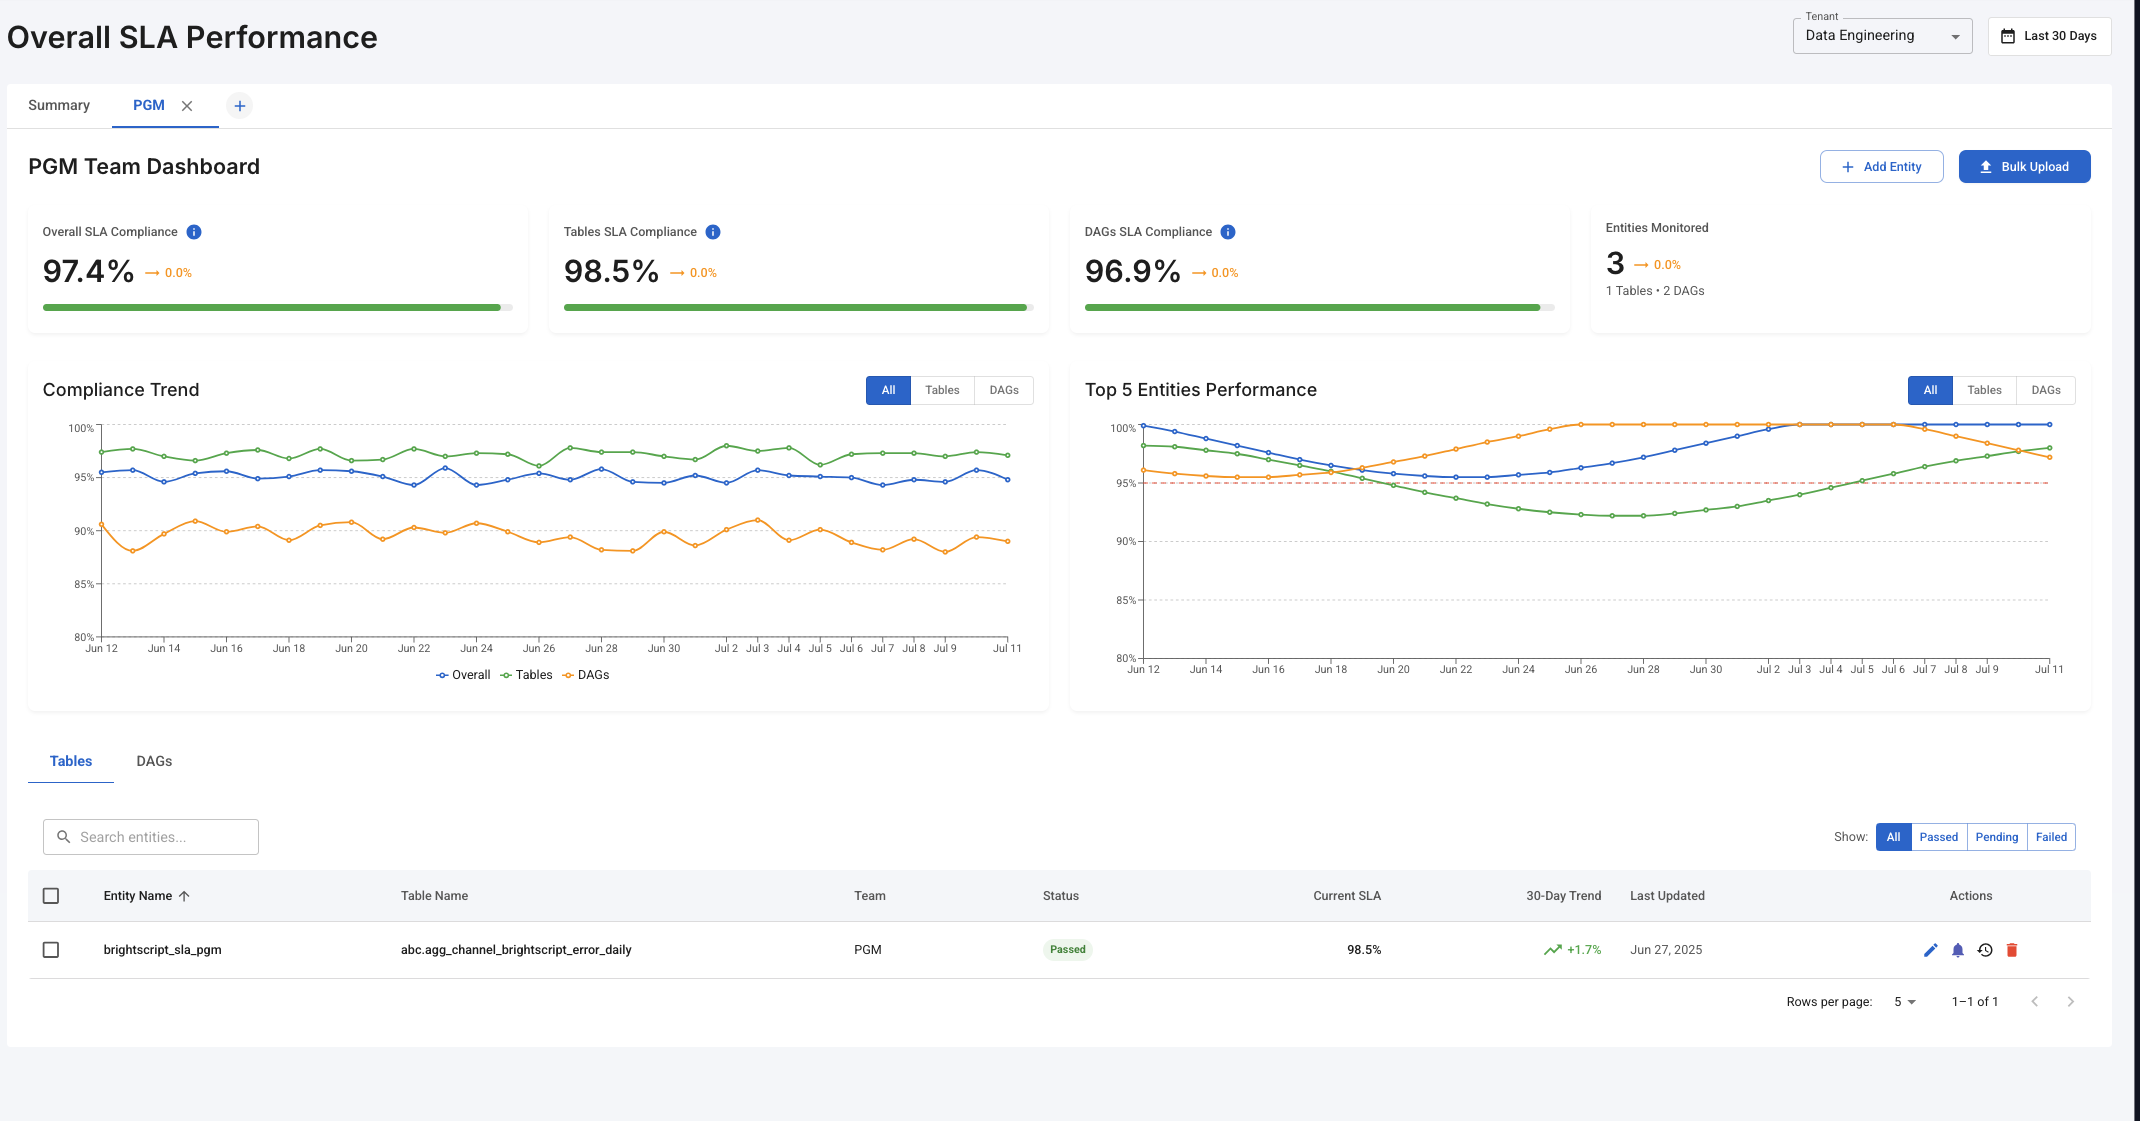 Overall SLA Performance
Tenant
Data Engineering
Last 30 Days
Summary
PGM
PGM Team Dashboard
Add Entity
Bulk Upload
Overall SLA Compliance
97.4% 0.0%
Tables SLA Compliance
98.5% 0.0%
DAGs SLA Compliance
96.9% 0.0%
Entities Monitored
3 0.0%
1 Tables • 2 DAGs
Compliance Trend
All Tables DAGs
100%
95%
90%
85%
80%
Jun 12 Jun 14 Jun 16 Jun 18 Jun 20 Jun 22 Jun 24 Jun 26 Jun 28 Jun 30 Jul 2 Jul 3 Jul 4 Jul 5 Jul 6 Jul 7 Jul 8 Jul 9 Jul 11
Overall Tables DAGs
Top 5 Entities Performance
All Tables DAGs
100%
95%
90%
85%
80%
Jun 12 Jun 14 Jun 16 Jun 18 Jun 20 Jun 22 Jun 24 Jun 26 Jun 28 Jun 30 Jul 2 Jul 3 Jul 4 Jul 5 Jul 6 Jul 7 Jul 8 Jul 9 Jul 11
Tables DAGs
Search entities...
Show: All Passed Pending Failed
Entity Name Table Name Team Status Current SLA 30-Day Trend Last Updated Actions
brightscript_sla_pgm abc.agg_channel_brightscript_error_daily PGM Passed 98.5% +1.7% Jun 27, 2025
Rows per page: 5 1–1 of 1